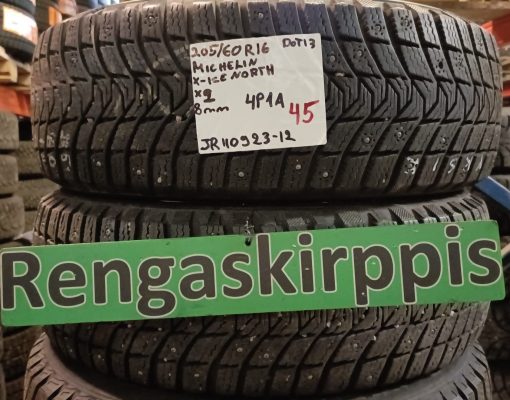 205/60R16 DOT13
MICHELIN
X-ICE NORTH
x2
8mm 4P1A 45
JR110923-12
Rengaskirppis